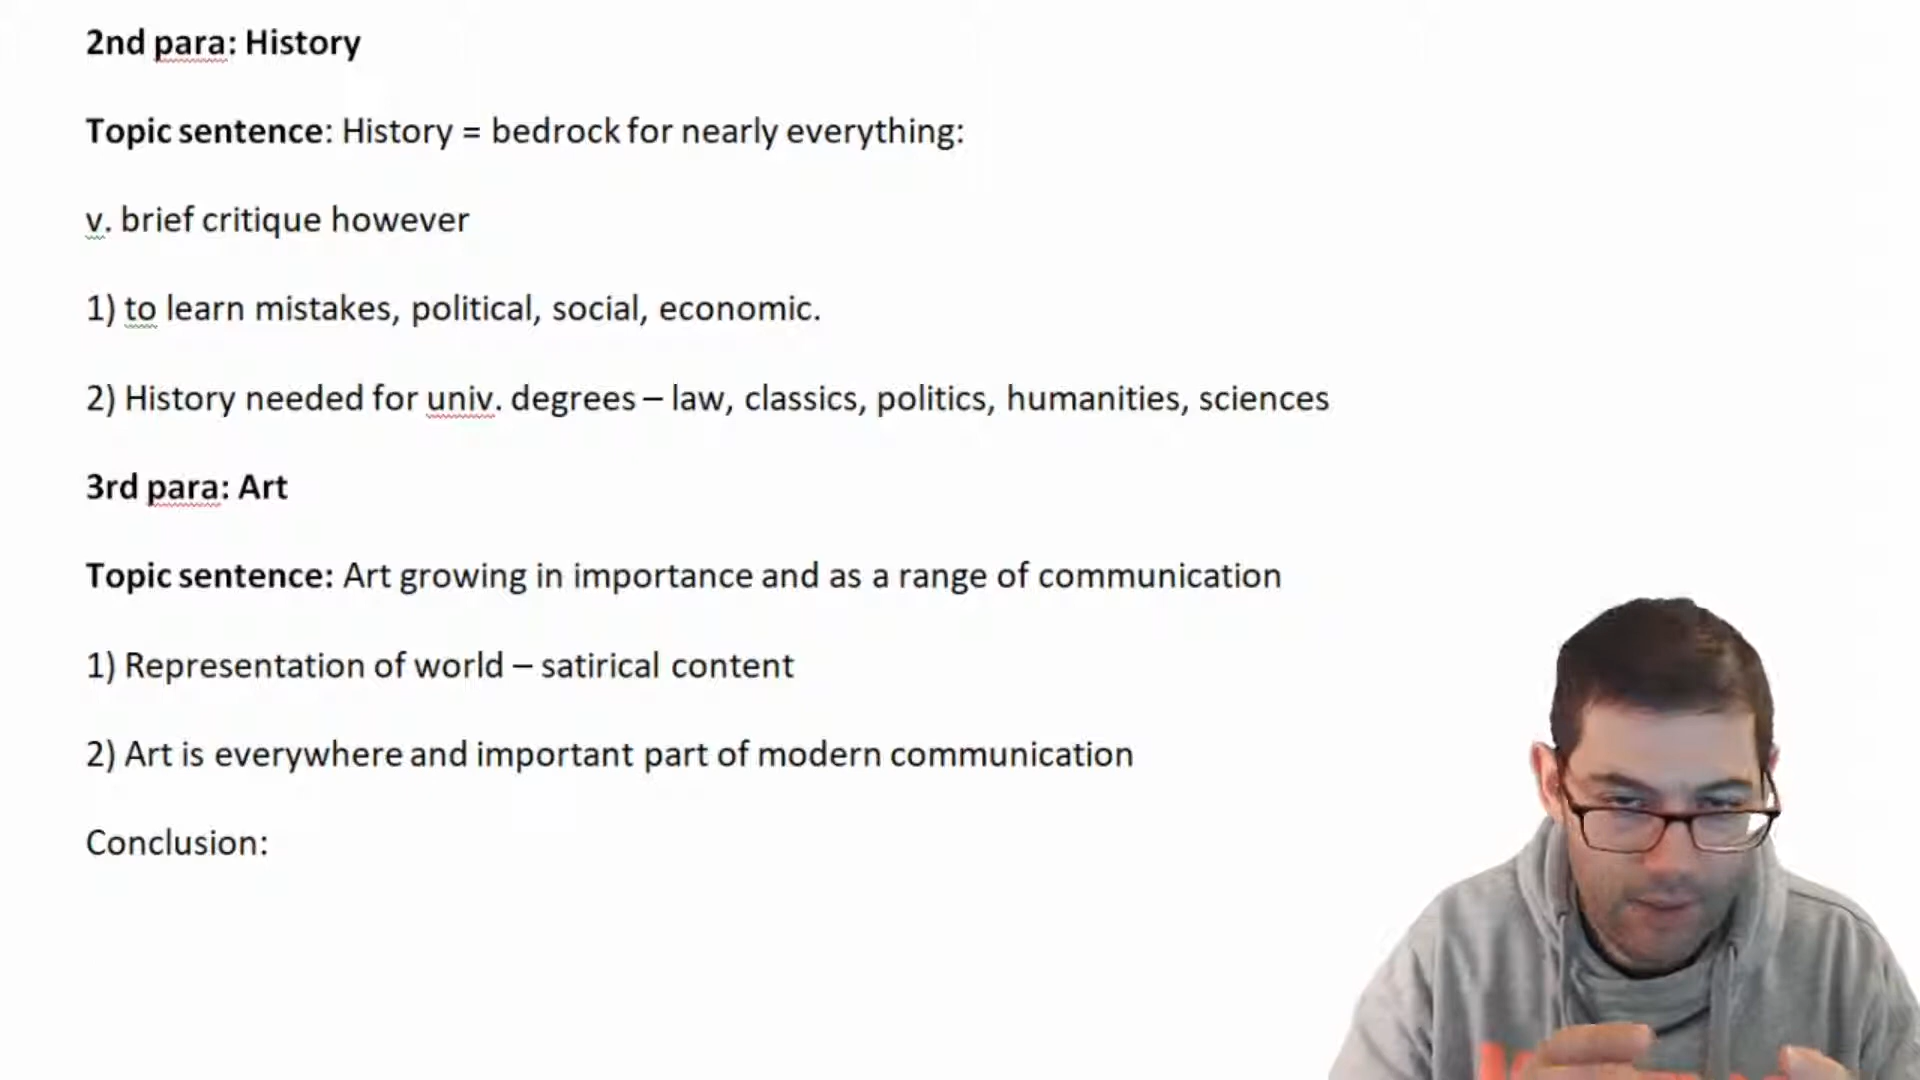 2nd para: History
Topic sentence: History = bedrock for nearly everything:
v. brief critique however
1) to learn mistakes, political, social, economic.
2) History needed for univ. degrees – law, classics, politics, humanities, sciences
3rd para: Art
Topic sentence: Art growing in importance and as a range of communication
1) Representation of world – satirical content
2) Art is everywhere and important part of modern communication
Conclusion: